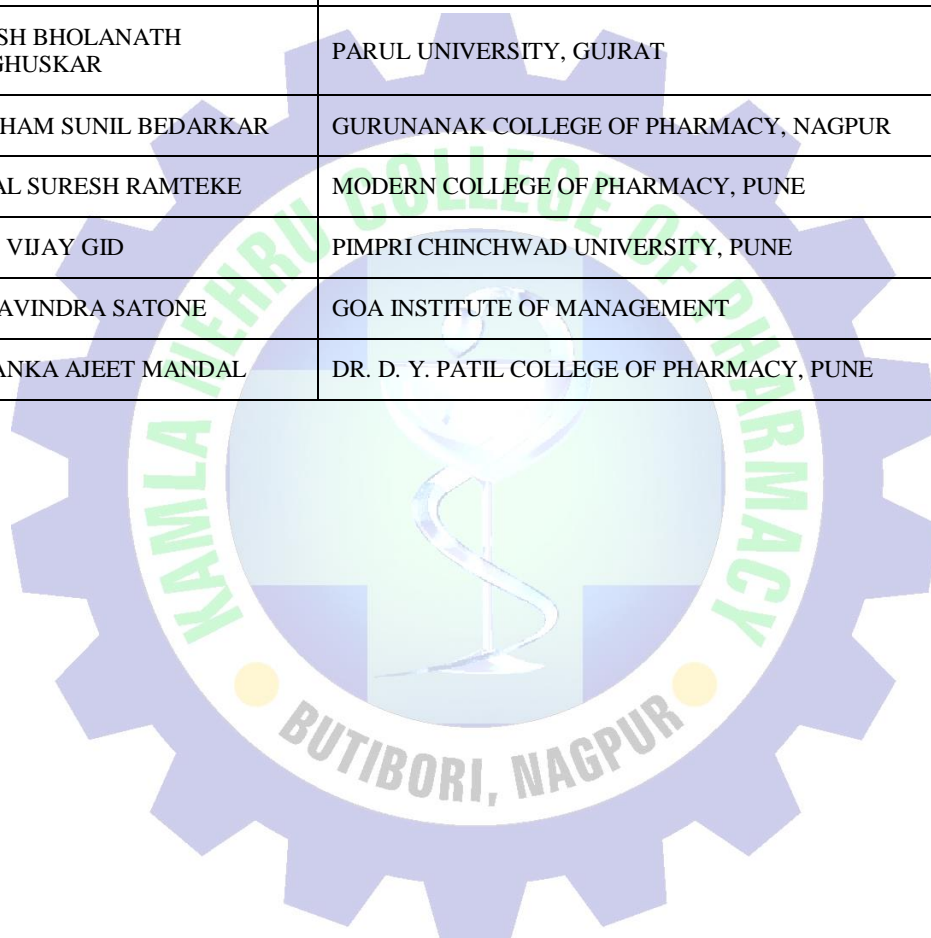 SH BHOLANATH
GHUSKAR
PARUL UNIVERSITY, GUJRAT
HAM SUNIL BEDARKAR GURUNANAK COLLEGE OF PHARMACY, NAGPUR
AL SURESH RAMTEKE MODERN COLLEGE OF PHARMACY, PUNE
VIJAY GID PIMPRI CHINCHWAD UNIVERSITY, PUNE
AVINDRA SATONE GOA INSTITUTE OF MANAGEMENT
ANKA AJEET MANDAL DR. D. Y. PATIL COLLEGE OF PHARMACY, PUNE
KAMLA NEHRU COLLEGE OF PHARMACY
BUTIBORI, NAGPUR